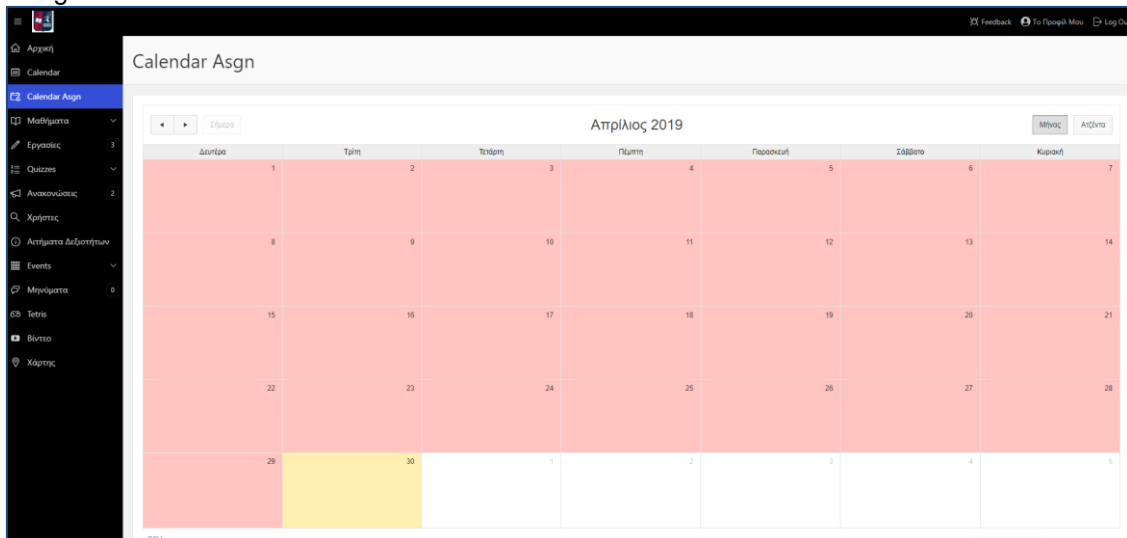 Feedback Το Προφίλ Μου Log Ou
Αρχική
Calendar
Calendar Asgn
Μαθήματα
Εργασίες 3
Quizzes
Ανακονώσεις 2
Χρήστες
Αιτήματα Δεξιοτήτων
Events
Μηνύματα 0
Tetris
Βίντεο
Χάρτης
Calendar Asgn
Σήμερα Απρίλιος 2019 Μήνας Ατζέντα
Δευτέρα Τρίτη Τετάρτη Πέμπτη Παρασκευή Σάββατο Κυριακή
1 2 3 4 5 6 7
8 9 10 11 12 13 14
15 16 17 18 19 20 21
22 23 24 25 26 27 28
29 30 1 2 3 4 5